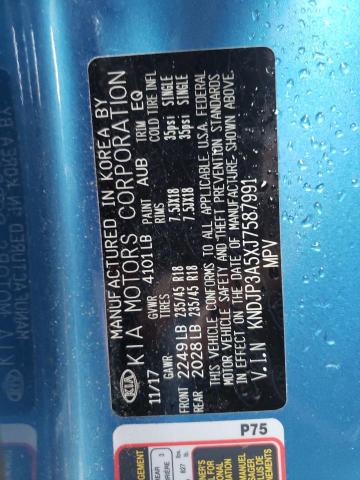 MANUFACTURED IN KOREA BY
KIA MOTORS CORPORATION
11/17 GVWR 4101LB PAINT AUB TRIM EQ
GAWR TIRES RIMS COLD TIRE INFL
FRONT 2249LB 235/45 R18 7.5JX18 35psi SINGLE
REAR 2028LB 235/45 R18 7.5JX18 35psi SINGLE
THIS VEHICLE CONFORMS TO ALL APPLICABLE U.S.A. FEDERAL
MOTOR VEHICLE SAFETY AND THEFT PREVENTION STANDARDS
IN EFFECT ON THE DATE OF MANUFACTURE SHOWN ABOVE.
V.I.N KNDJP3A5XJ7587991
MPV
KIA
P75